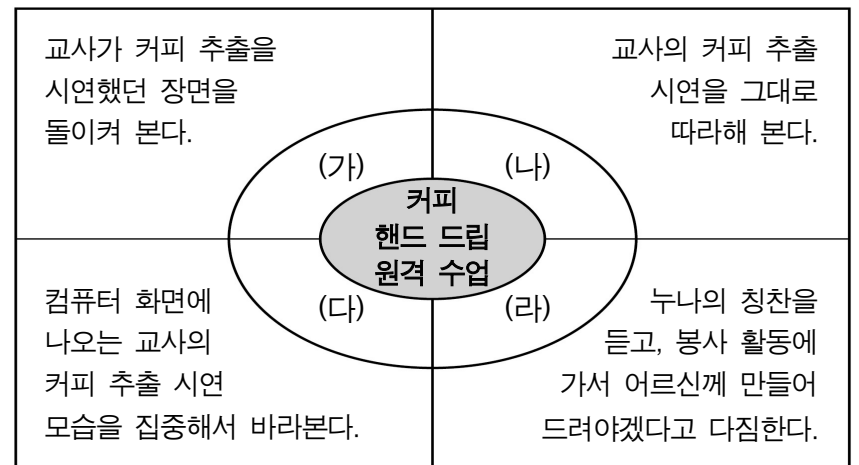 교사가 커피 추출을
시연했던 장면을
돌이켜 본다.
(가)
교사의 커피 추출
시연을 그대로
따라해 본다.
(나)
커피
핸드 드립
원격 수업
컴퓨터 화면에
나오는 교사의
커피 추출 시연
모습을 집중해서 바라본다.
(다)
누나의 칭찬을
듣고, 봉사 활동에
가서 어르신께 만들어
드려야겠다고 다짐한다.
(라)